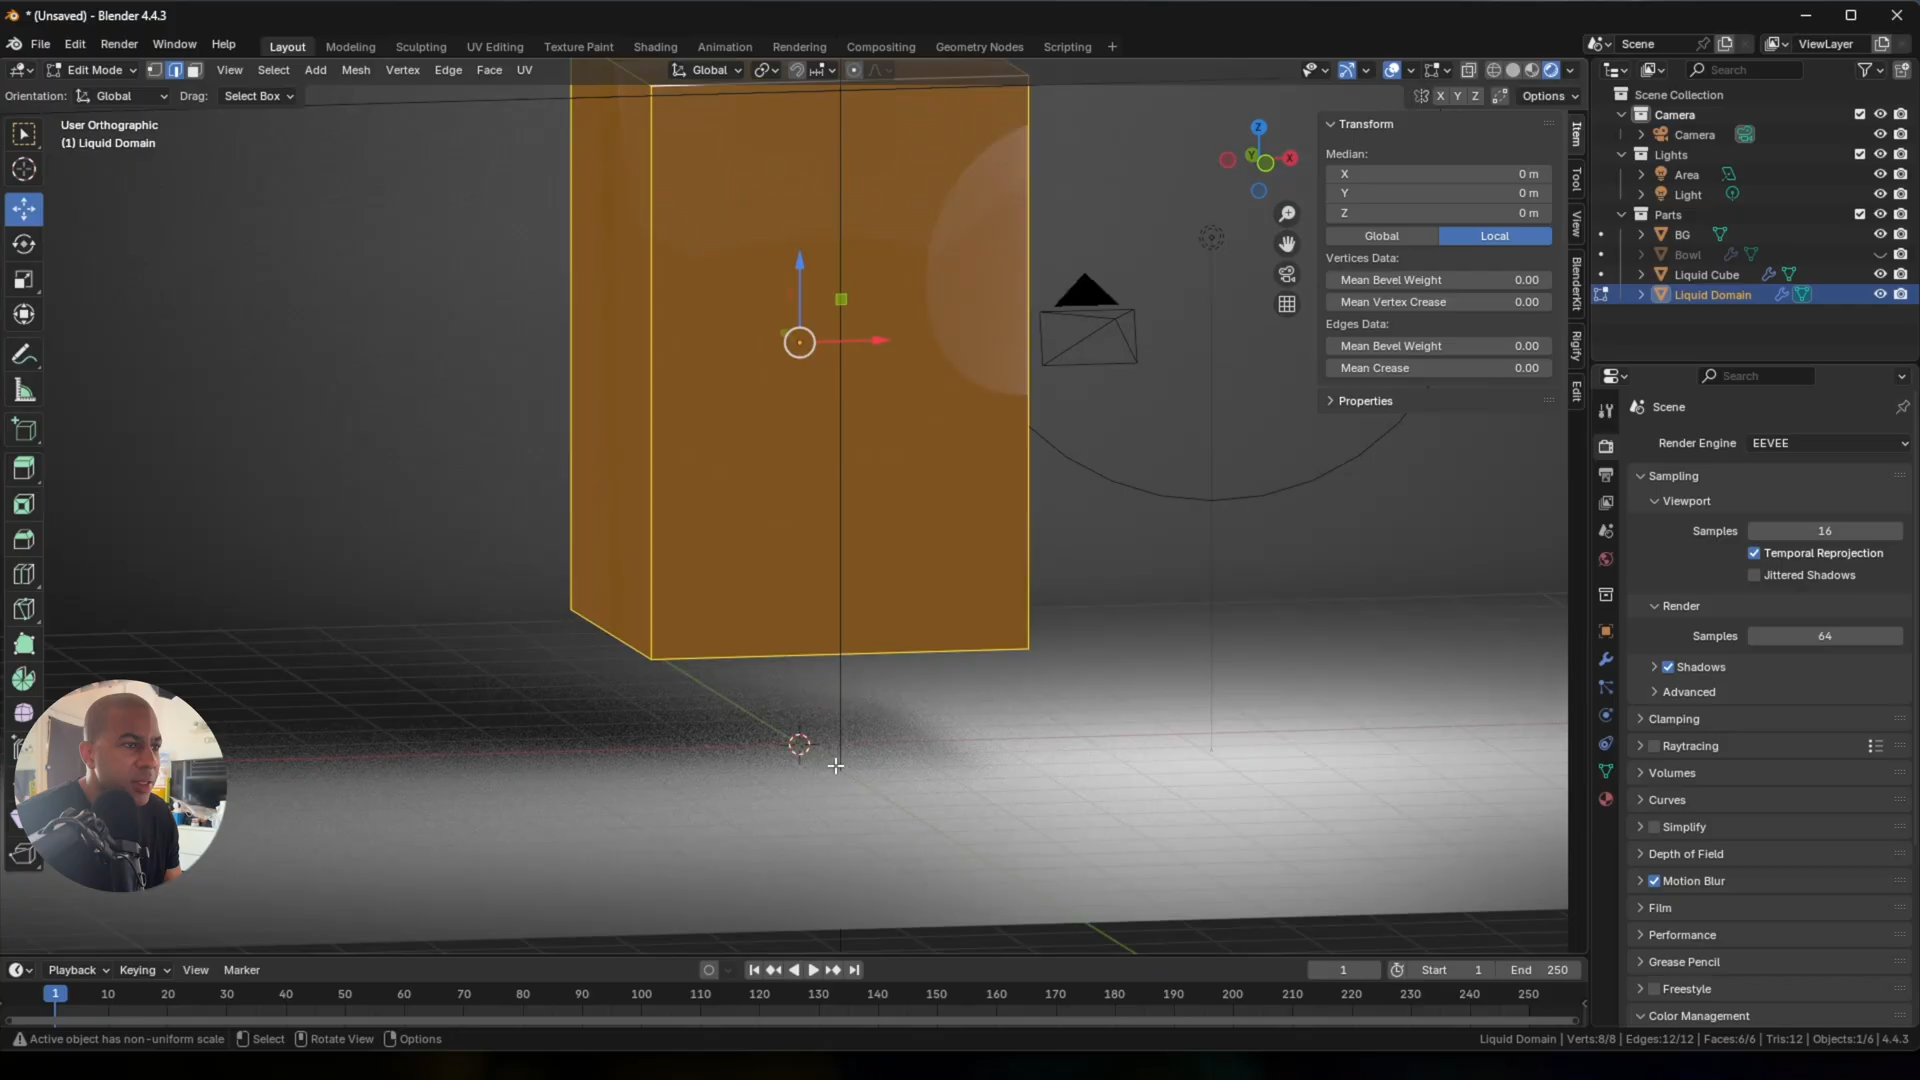 * (Unsaved) - Blender 4.4.3
File Edit Render Window Help
Layout Modeling Sculpting UV Editing Texture Paint Shading Animation Rendering Compositing Geometry Nodes Scripting +
Scene
ViewLayer
Edit Mode View Select Add Mesh Vertex Edge Face UV
Global
Search
Orientation: Global Drag: Select Box
X Y Z Options
User Orthographic
(1) Liquid Domain
Z
Y
X
Transform
Median:
X 0 m
Y 0 m
Z 0 m
Global Local
Vertices Data:
Mean Bevel Weight 0.00
Mean Vertex Crease 0.00
Edges Data:
Mean Bevel Weight 0.00
Mean Crease 0.00
Properties
Item
Tool
View
BlenderKit
Rigify
Edit
Scene Collection
Camera
Camera
Lights
Area
Light
Parts
BG
Bowl
Liquid Cube
Liquid Domain
Search
Scene
Render Engine EEVEE
Sampling
Viewport
Samples 16
Temporal Reprojection
Jittered Shadows
Render
Samples 64
Shadows
Advanced
Clamping
Raytracing
Volumes
Curves
Simplify
Depth of Field
Motion Blur
Film
Performance
Grease Pencil
Freestyle
Color Management
Playback Keying View Marker
1 Start 1 End 250
1 10 20 30 40 50 60 70 80 90 100 110 120 130 140 150 160 170 180 190 200 210 220 230 240 250
Active object has non-uniform scale Select Rotate View Options
Liquid Domain | Verts:8/8 | Edges:12/12 | Faces:6/6 | Tris:12 | Objects:1/6 | 4.4.3